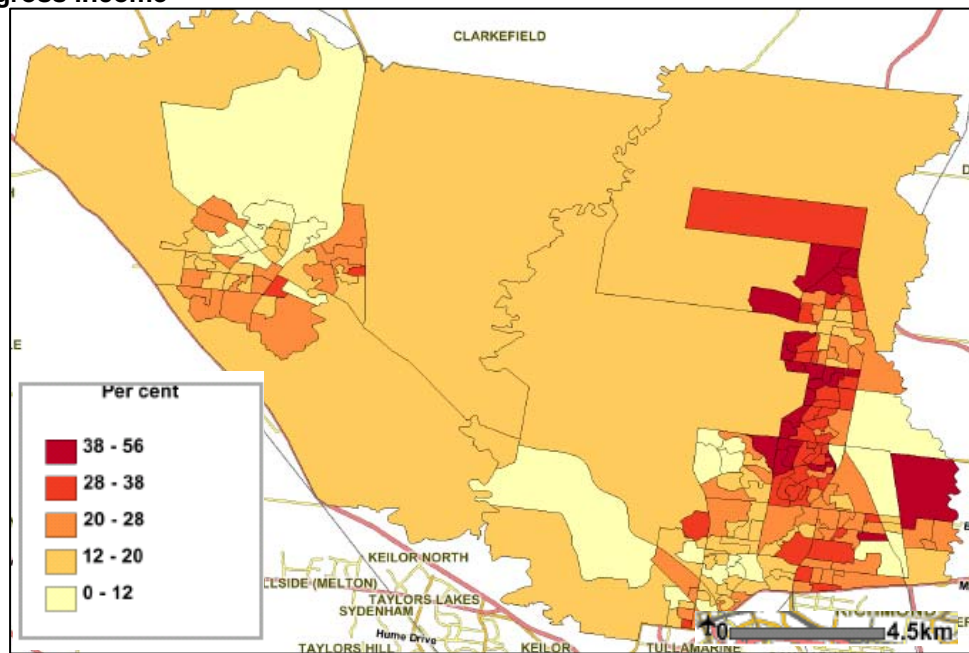 gross income
CLARKEFIELD
Per cent
38 - 56
28 - 38
20 - 28
12 - 20
0 - 12
KEILOR NORTH
(MELTON)
TAYLORS LAKES
SYDENHAM
Hume Drive
TAYLORS HILL
KEILOR
TULLAMARINE
0
4.5km